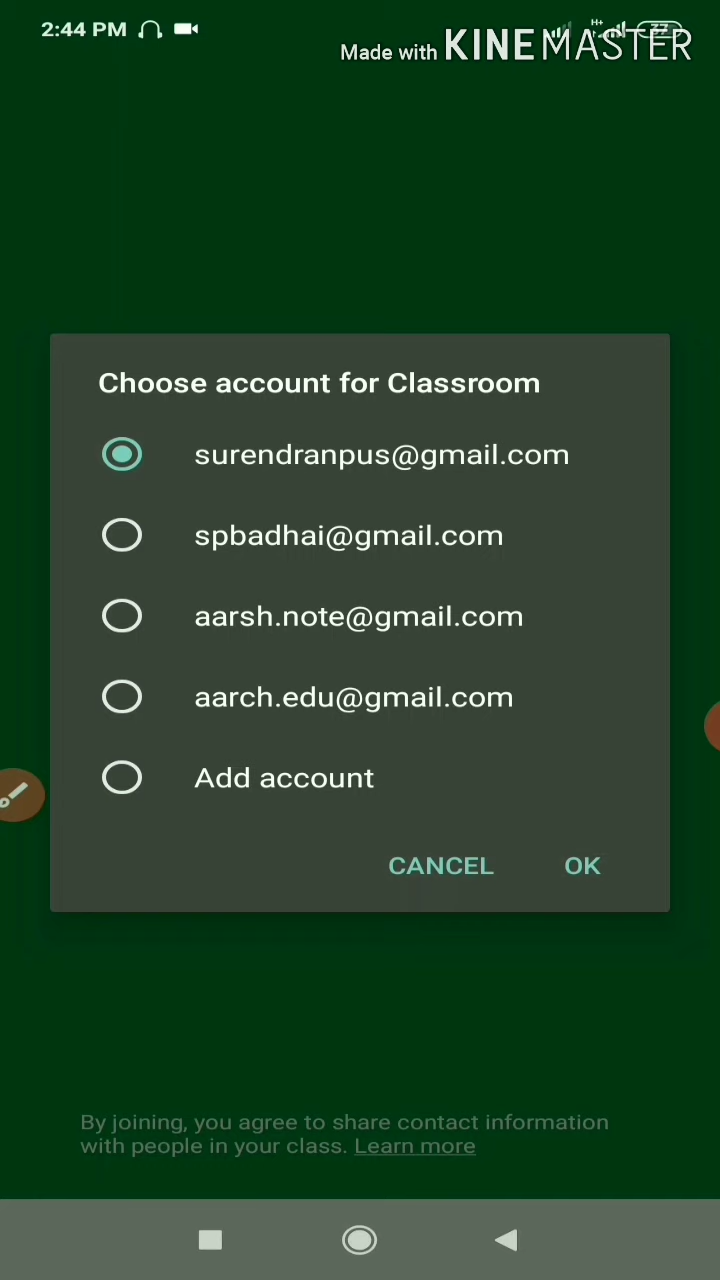 2:44 PM
H+
37
Made with KINEMASTER
Choose account for Classroom
surendranpus@gmail.com
spbadhai@gmail.com
aarsh.note@gmail.com
aarch.edu@gmail.com
Add account
CANCEL OK
By joining, you agree to share contact information
with people in your class. Learn more